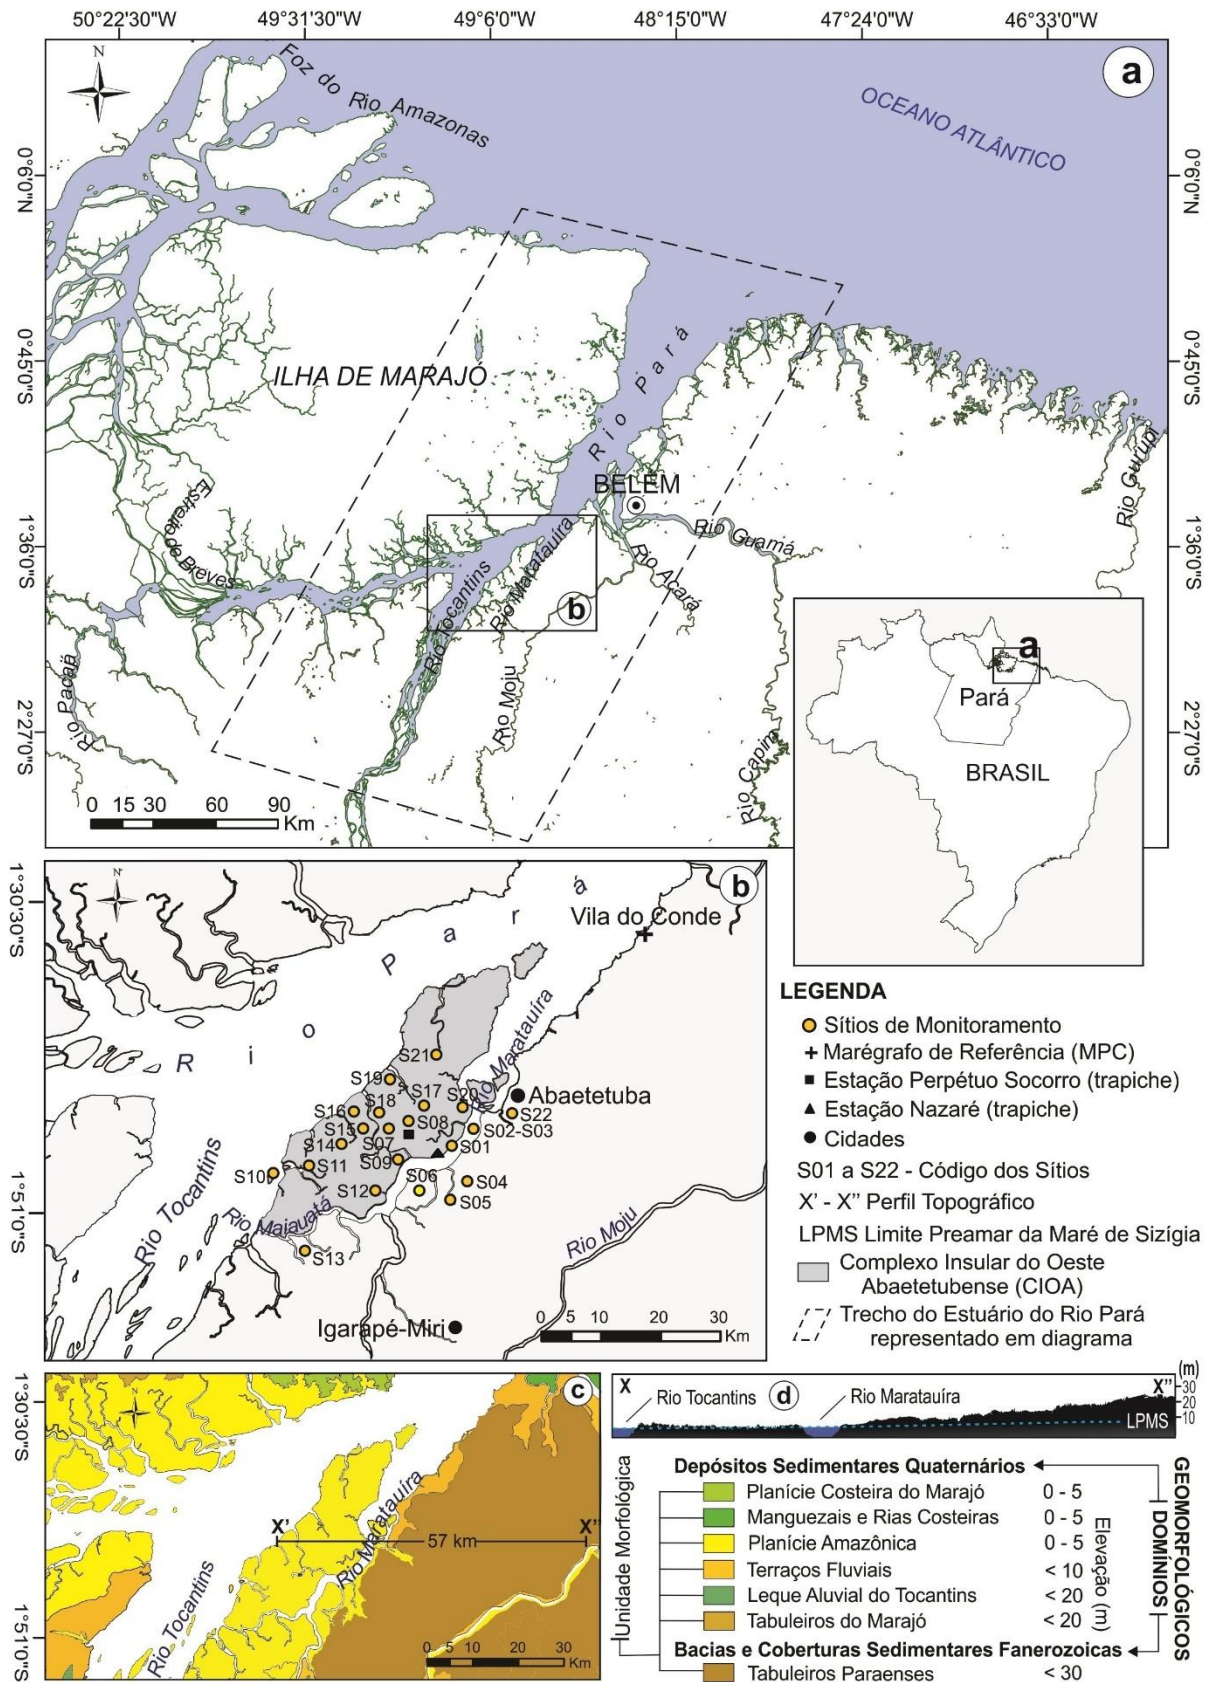 50°22'30"W 49°31'30"W 49°6'0"W 48°15'0"W 47°24'0"W 46°33'0"W
N
a
Foz do Rio Amazonas
OCEANO ATLÂNTICO
0°6'0"N
0°6'0"N
Rio Pará
0°45'0"S
0°45'0"S
ILHA DE MARAJÓ
BELÉM
Rio Gurupi
Estreito de Breves
1°36'0"S
1°36'0"S
Rio Guamá
Rio Maratauíra
Rio Acará
Rio Tocantins
b
Rio Pacajá
Rio Moju
Rio Capim
2°27'0"S
2°27'0"S
0 15 30 60 90
Km
a
Pará
BRASIL
1°30'30"S
N
b
Rio Pará
Vila do Conde
Rio Maratauíra
S21
S19
S17
S20
S18
S16
Abaetetuba
S22
S08
S15
S02-S03
S07
S14
S01
S09
S11
S10
S06
S04
S12
S05
Rio Tocantins
Rio Maiauatá
1°51'0"S
Rio Moju
S13
Igarapé-Miri
0 5 10 20 30
Km
LEGENDA
Sítios de Monitoramento
Marégrafo de Referência (MPC)
Estação Perpétuo Socorro (trapiche)
Estação Nazaré (trapiche)
Cidades
S01 a S22 - Código dos Sítios
X' - X" Perfil Topográfico
LPMS Limite Preamar da Maré de Sizígia
Complexo Insular do Oeste
Abaetetubense (CIOA)
Trecho do Estuário do Rio Pará
representado em diagrama
1°30'30"S
N
c
Rio Maratauíra
X' 57 km X"
Rio Tocantins
1°51'0"S
0 5 10 20 30
Km
X
Rio Tocantins
d
Rio Maratauíra
X"
(m)
30
20
10
LPMS
Unidade Morfológica
Depósitos Sedimentares Quaternários
Planície Costeira do Marajó 0 - 5
Manguezais e Rias Costeiras 0 - 5
Planície Amazônica 0 - 5
Terraços Fluviais < 10
Leque Aluvial do Tocantins < 20
Tabuleiros do Marajó < 20
Bacias e Coberturas Sedimentares Fanerozoicas
Tabuleiros Paraenses < 30
Elevação (m)
DOMÍNIOS
GEOMORFOLÓGICOS